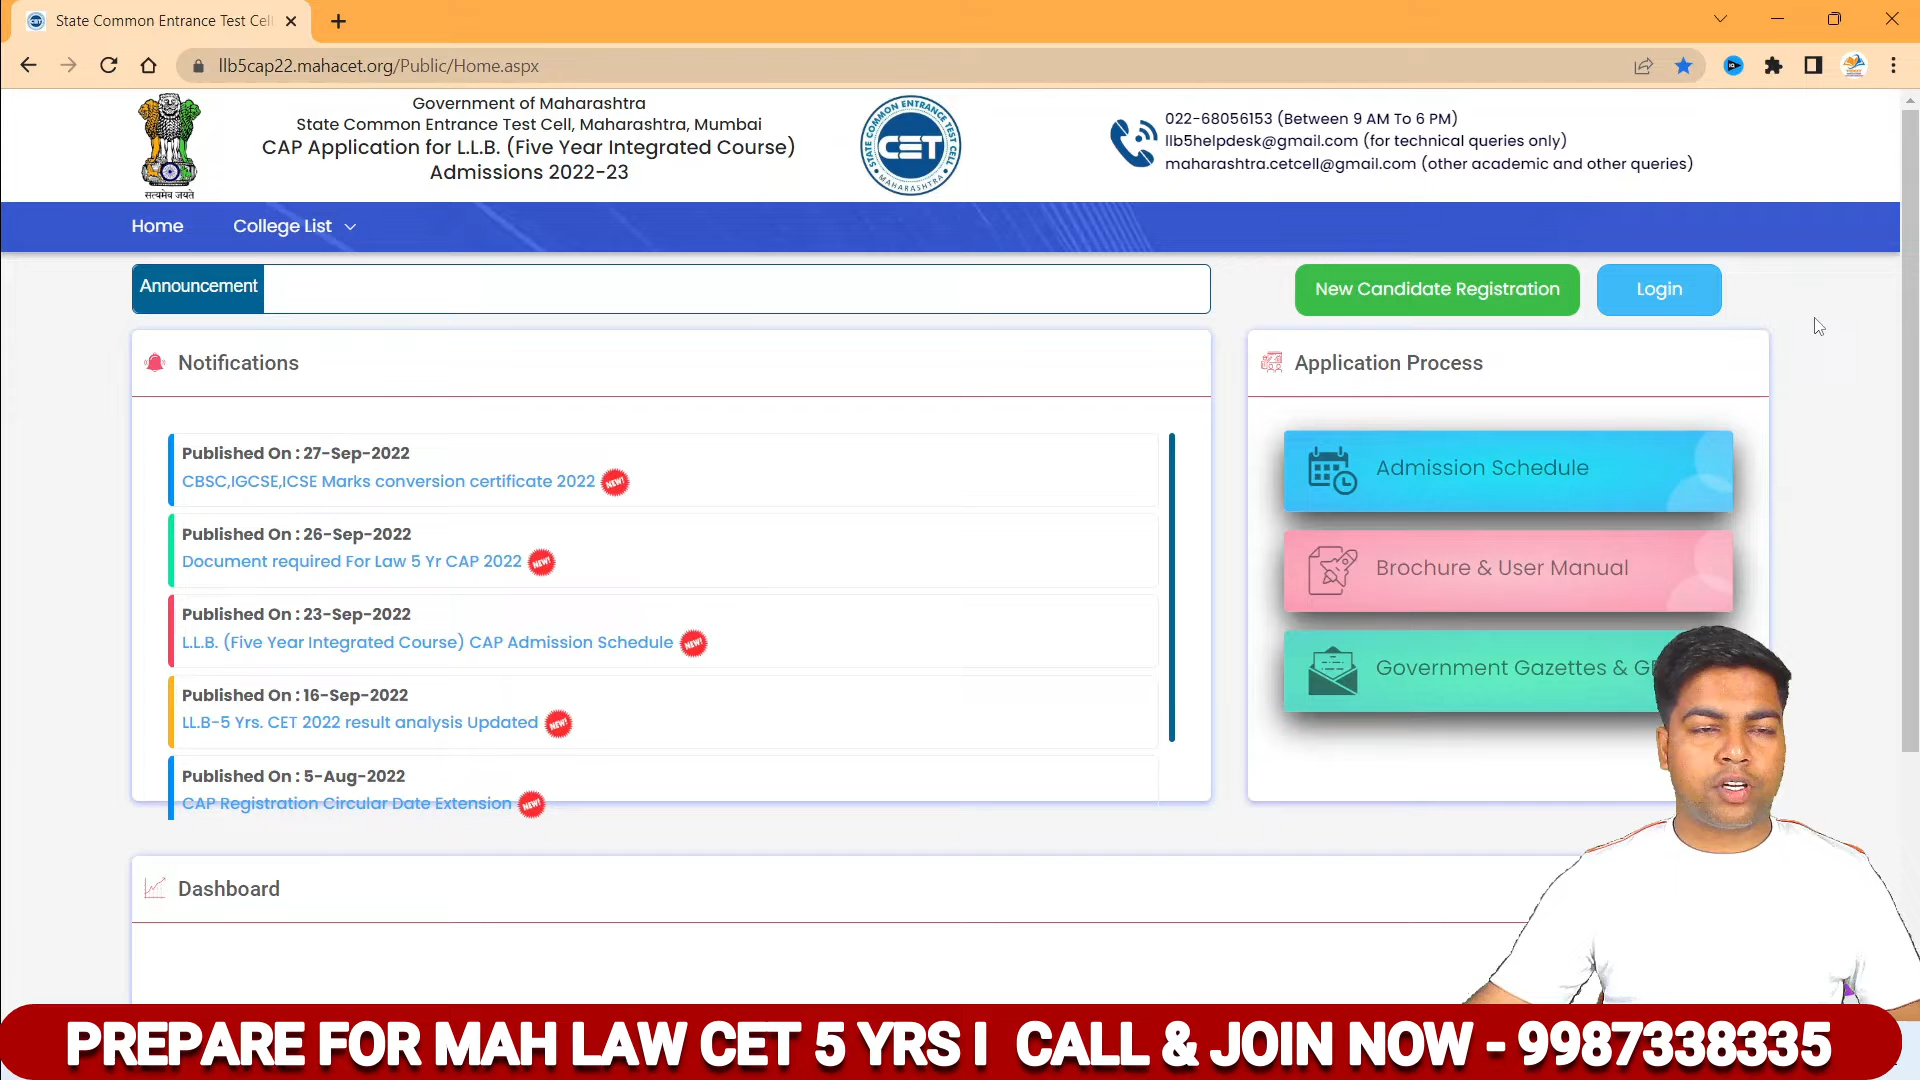 State Common Entrance Test Cel
llb5cap22.mahacet.org/Public/Home.aspx
Government of Maharashtra
State Common Entrance Test Cell, Maharashtra, Mumbai
CAP Application for L.L.B. (Five Year Integrated Course)
Admissions 2022-23
सत्यमेव जयते
STATE COMMON ENTRANCE TEST CELL
CET
MAHARASHTRA
022-68056153 (Between 9 AM To 6 PM)
llb5helpdesk@gmail.com (for technical queries only)
maharashtra.cetcell@gmail.com (other academic and other queries)
Home
College List
Announcement
New Candidate Registration
Login
Notifications
Published On : 27-Sep-2022
CBSC,IGCSE,ICSE Marks conversion certificate 2022 NEW!
Published On : 26-Sep-2022
Document required For Law 5 Yr CAP 2022 NEW!
Published On : 23-Sep-2022
L.L.B. (Five Year Integrated Course) CAP Admission Schedule NEW!
Published On : 16-Sep-2022
LL.B-5 Yrs. CET 2022 result analysis Updated NEW!
Published On : 5-Aug-2022
CAP Registration Circular Date Extension NEW!
Application Process
Admission Schedule
Brochure & User Manual
Government Gazettes & G
Dashboard
PREPARE FOR MAH LAW CET 5 YRS I CALL & JOIN NOW - 9987338335